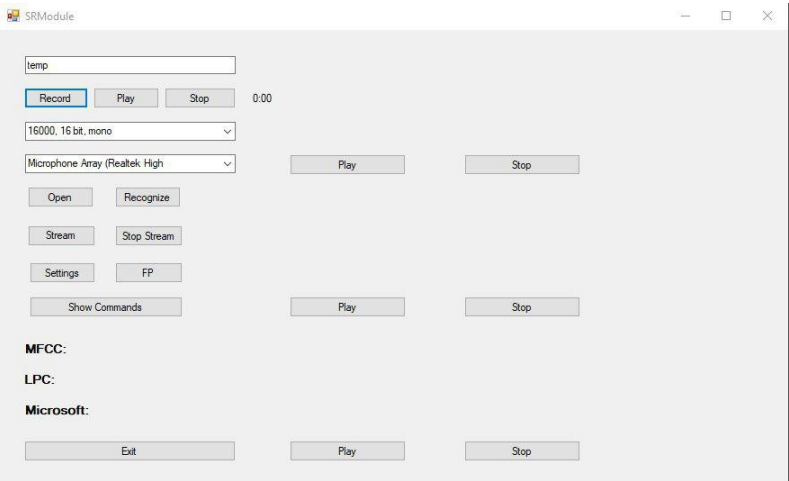 SRModule
temp
Record Play Stop 0:00
16000, 16 bit, mono
Microphone Array (Realtek High Play Stop
Open Recognize
Stream Stop Stream
Settings FP
Show Commands Play Stop
MFCC:
LPC:
Microsoft:
Exit Play Stop